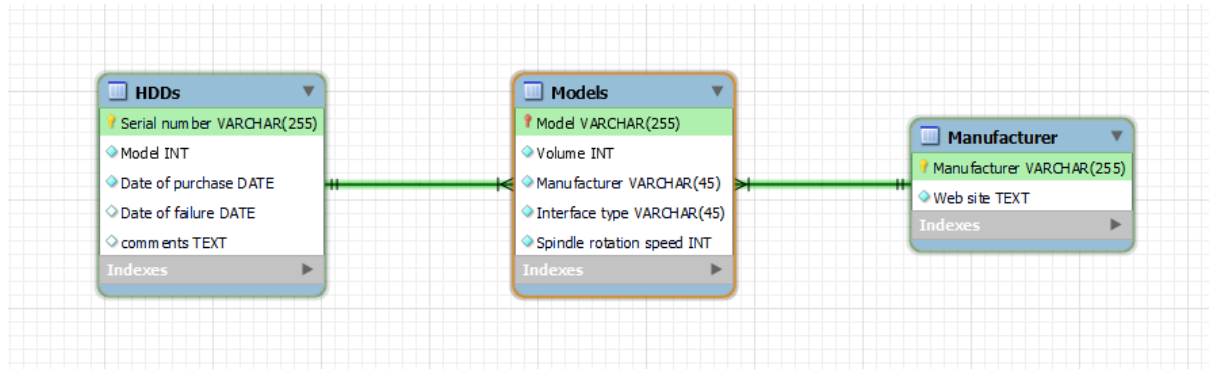 HDDs
Serial number VARCHAR(255)
Model INT
Date of purchase DATE
Date of failure DATE
comments TEXT
Indexes
Models
Model VARCHAR(255)
Volume INT
Manufacturer VARCHAR(45)
Interface type VARCHAR(45)
Spindle rotation speed INT
Indexes
Manufacturer
Manufacturer VARCHAR(255)
Web site TEXT
Indexes